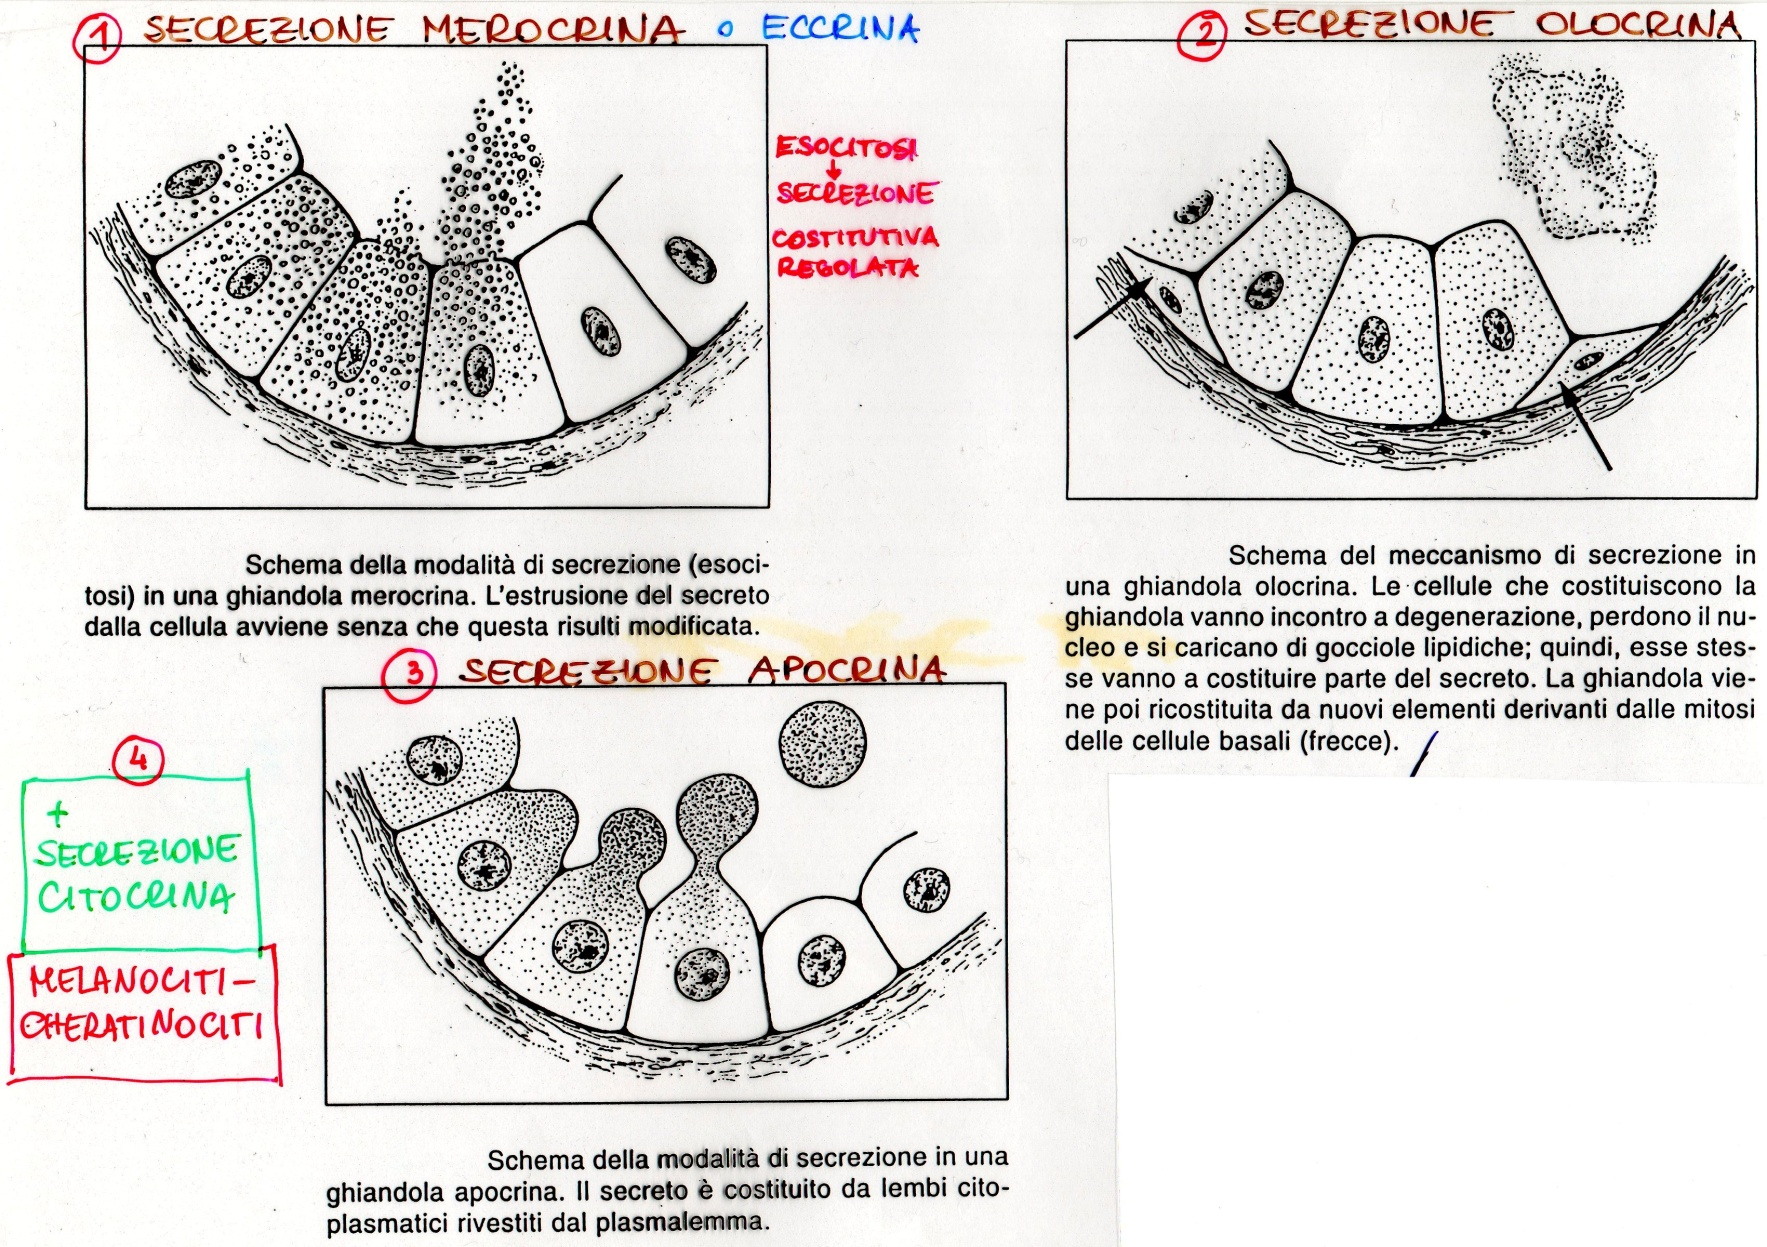 1 SECREZIONE MEROCRINA o ECCRINA
ESOCITOSI
↓
SECREZIONE
COSTITUTIVA
REGOLATA
Schema della modalità di secrezione (esoci-
tosi) in una ghiandola merocrina. L'estrusione del secreto
dalla cellula avviene senza che questa risulti modificata.
2 SECREZIONE OLOCRINA
Schema del meccanismo di secrezione in
una ghiandola olocrina. Le cellule che costituiscono la
ghiandola vanno incontro a degenerazione, perdono il nu-
cleo e si caricano di gocciole lipidiche; quindi, esse stes-
se vanno a costituire parte del secreto. La ghiandola vie-
ne poi ricostituita da nuovi elementi derivanti dalle mitosi
delle cellule basali (frecce).
3 SECREZIONE APOCRINA
Schema della modalità di secrezione in una
ghiandola apocrina. Il secreto è costituito da lembi cito-
plasmatici rivestiti dal plasmalemma.
4
+
SECREZIONE
CITOCRINA
MELANOCITI-
CHERATINOCITI